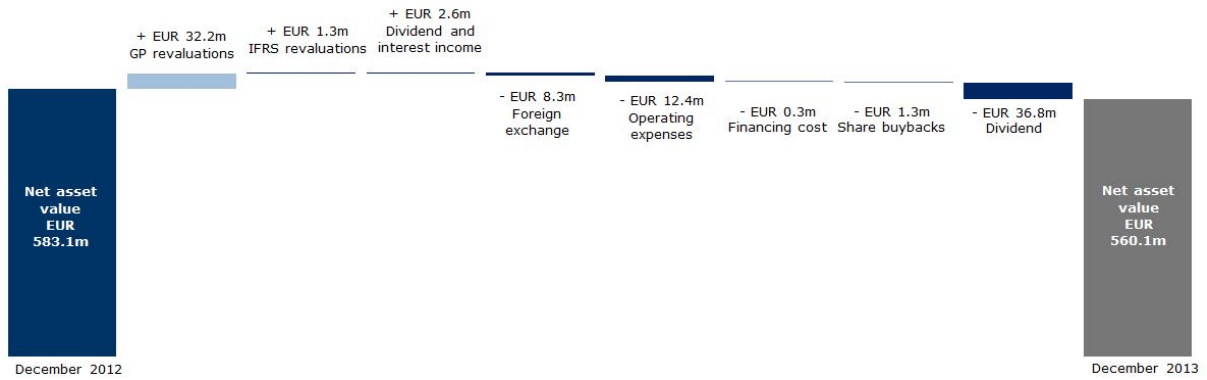 + EUR 32.2m
GP revaluations
+ EUR 1.3m
IFRS revaluations
+ EUR 2.6m
Dividend and
interest income
- EUR 8.3m
Foreign
exchange
- EUR 12.4m
Operating
expenses
- EUR 0.3m
Financing cost
- EUR 1.3m
Share buybacks
- EUR 36.8m
Dividend
Net asset
value
EUR
583.1m
Net asset
value
EUR
560.1m
December 2012
December 2013